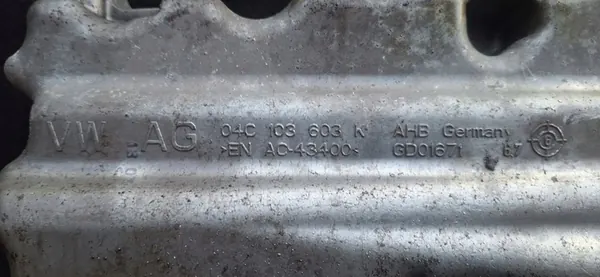 VW AG 04C 103 603 K AHB Germany
>EN AC-43400< GD01671 67